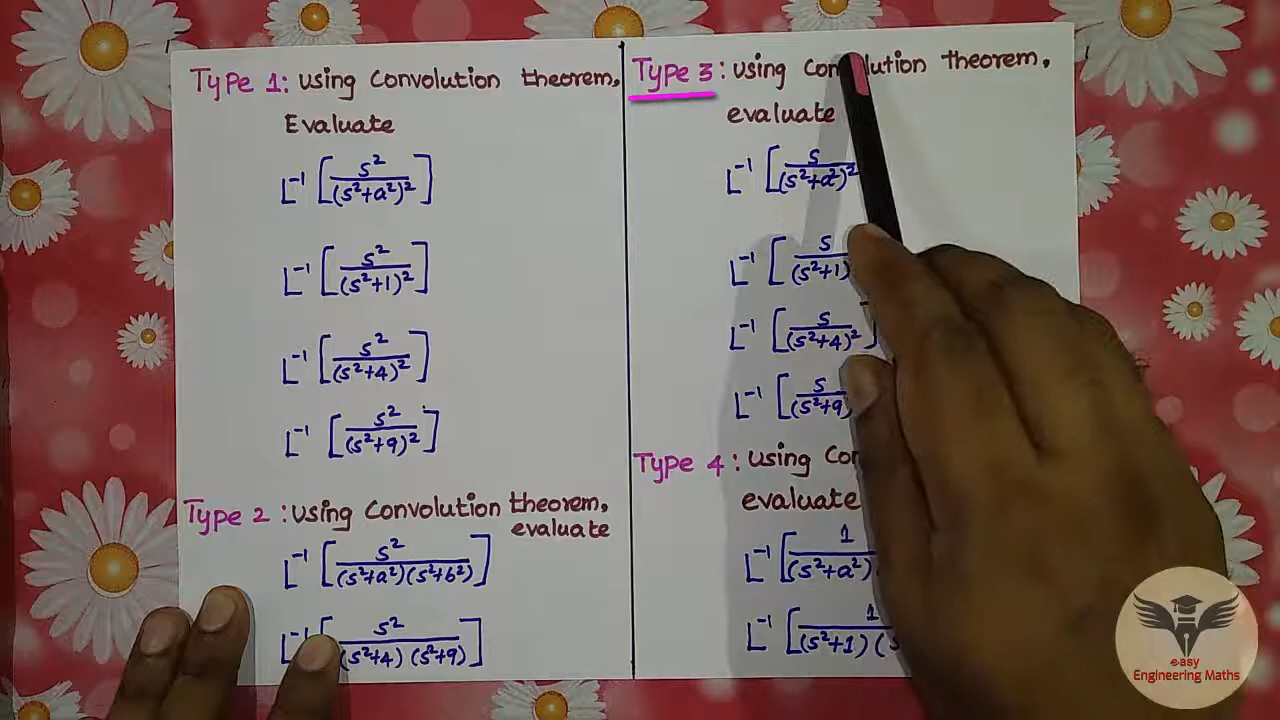 Type 1: using Convolution theorem,
Evaluate
L⁻¹ [s²/(s²+a²)²]
L⁻¹ [s²/(s²+1)²]
L⁻¹ [s²/(s²+4)²]
L⁻¹ [s²/(s²+9)²]
Type 2: using Convolution theorem,
evaluate
L⁻¹ [s²/(s²+a²)(s²+b²)]
L⁻¹ [s²/(s²+4)(s²+9)]
Type 3: using Convolution theorem,
evaluate
L⁻¹ [s/(s²+a²)²
L⁻¹ [s/(s²+1)
L⁻¹ [s/(s²+4)²]
L⁻¹ [s/(s²+9)
Type 4: using
evaluate
L⁻¹ [1/(s²+a²)
L⁻¹ [1/(s²+1)(s
easy
Engineering Maths